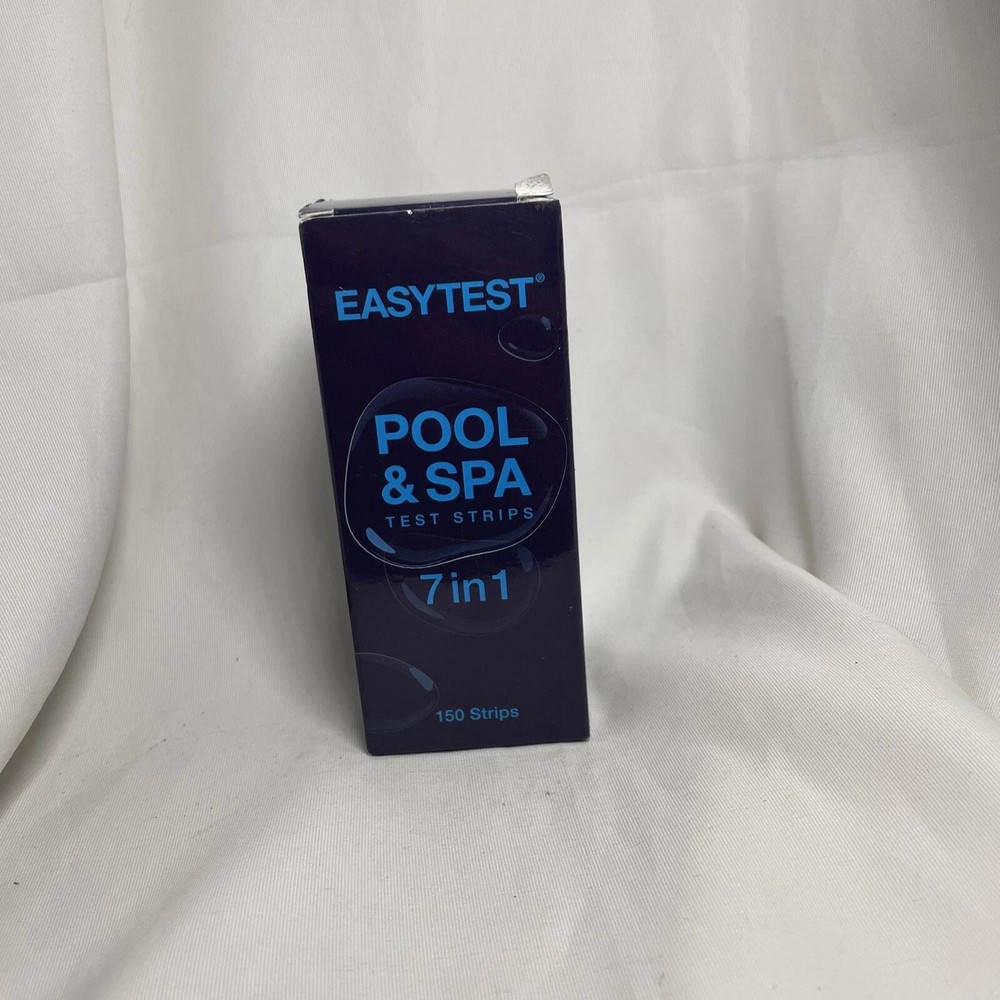 EASYTEST®
POOL
& SPA
TEST STRIPS
7 in 1
150 Strips